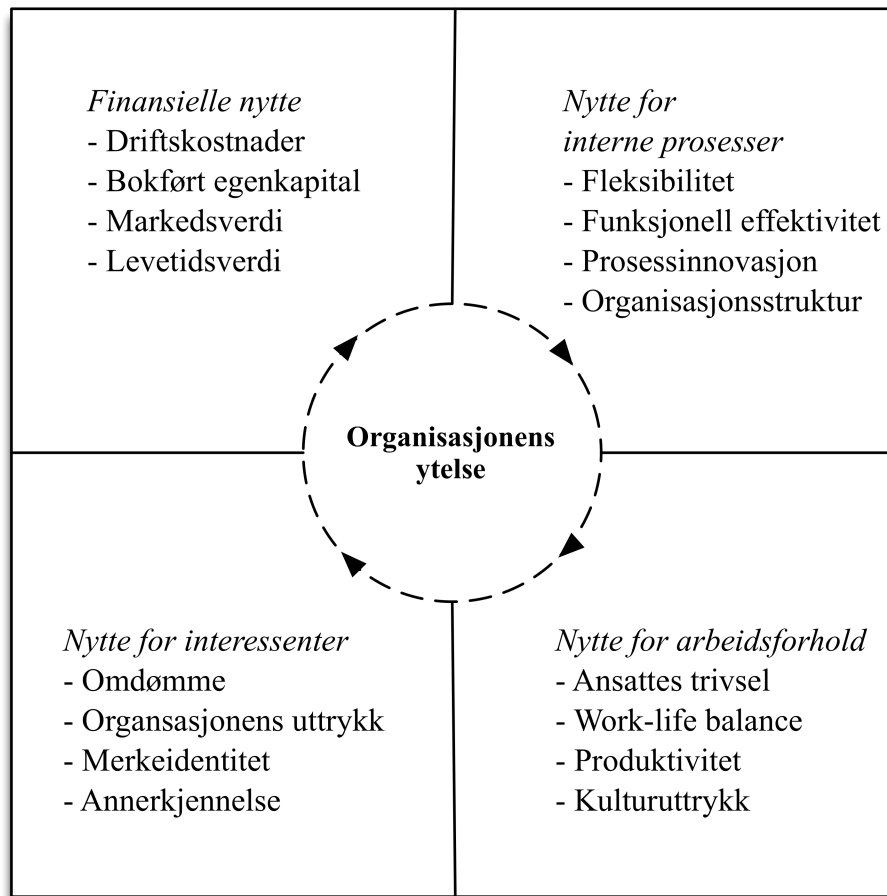 Finansielle nytte
- Driftskostnader
- Bokført egenkapital
- Markedsverdi
- Levetidsverdi
Nytte for
interne prosesser
- Fleksibilitet
- Funksjonell effektivitet
- Prosessinnovasjon
- Organisasjonsstruktur
Organisasjonens
ytelse
Nytte for interessenter
- Omdømme
- Organsasjonens uttrykk
- Merkeidentitet
- Annerkjennelse
Nytte for arbeidsforhold
- Ansattes trivsel
- Work-life balance
- Produktivitet
- Kulturuttrykk